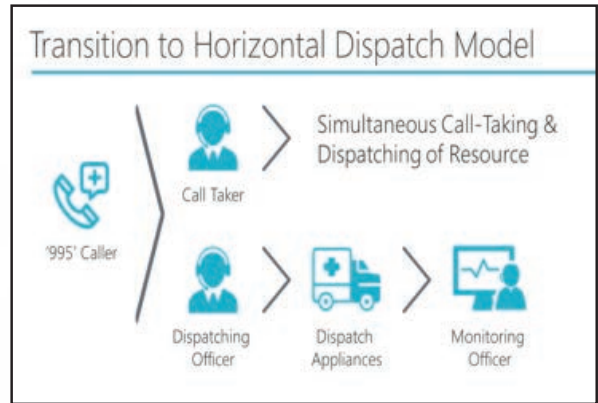 Transition to Horizontal Dispatch Model
Simultaneous Call-Taking &
Dispatching of Resource
Call Taker
'995' Caller
Dispatching
Officer
Dispatch
Appliances
Monitoring
Officer